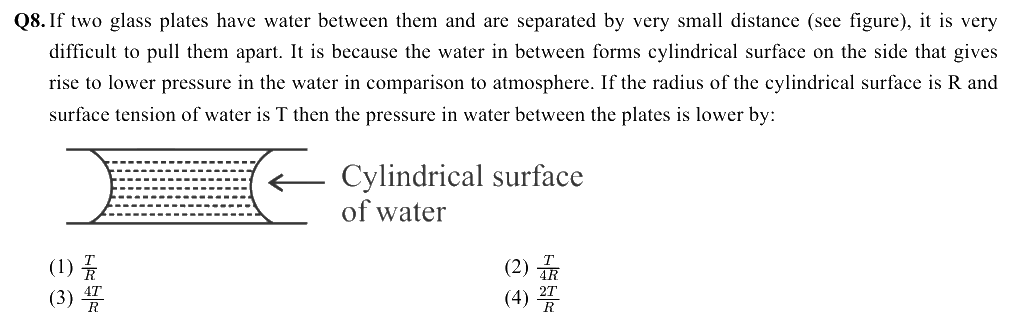 Q8. If two glass plates have water between them and are separated by very small distance (see figure), it is very
difficult to pull them apart. It is because the water in between forms cylindrical surface on the side that gives
rise to lower pressure in the water in comparison to atmosphere. If the radius of the cylindrical surface is R and
surface tension of water is T then the pressure in water between the plates is lower by:
Cylindrical surface
of water
(1) T/R (2) T/4R
(3) 4T/R (4) 2T/R